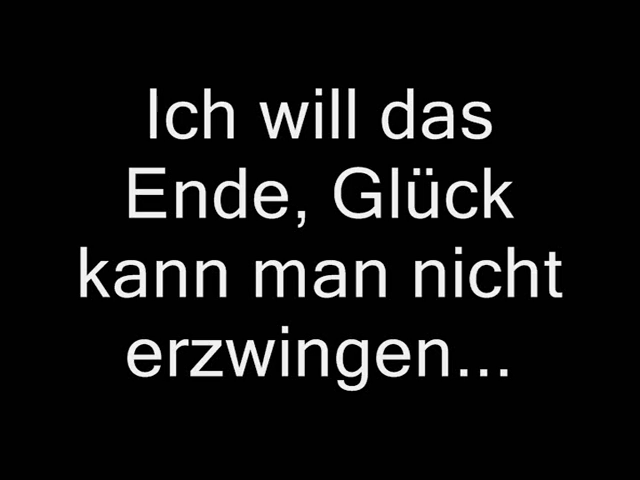 Ich will das
Ende, Glück
kann man nicht
erzwingen...